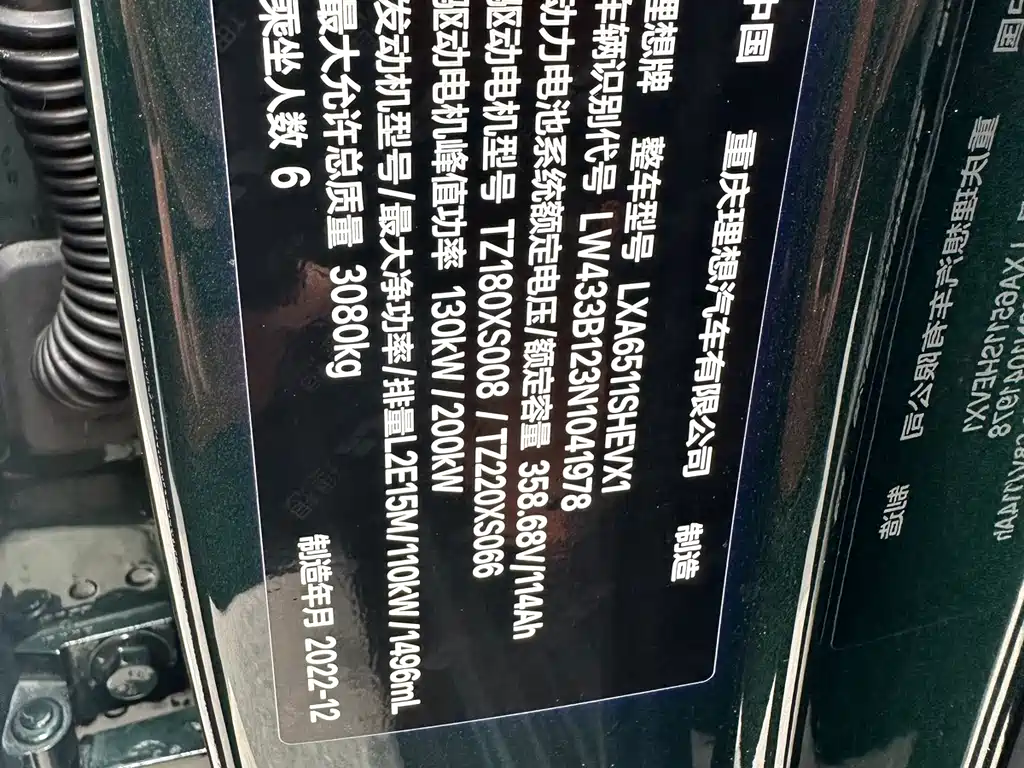 中国 重庆理想汽车有限公司 制造
理想牌 整车型号 LXA6511SHEVX1
车辆识别代号 LW433B123N1041978
动力电池系统额定电压/额定容量 358.68V/114Ah
驱动电机型号 TZ180XS008 / TZ220XS066
驱动电机峰值功率 130kW/200kW
发动机型号/最大净功率/排量L2E15M/110kW/1496mL
最大允许总质量 3080kg
乘坐人数 6 制造年月 2022-12